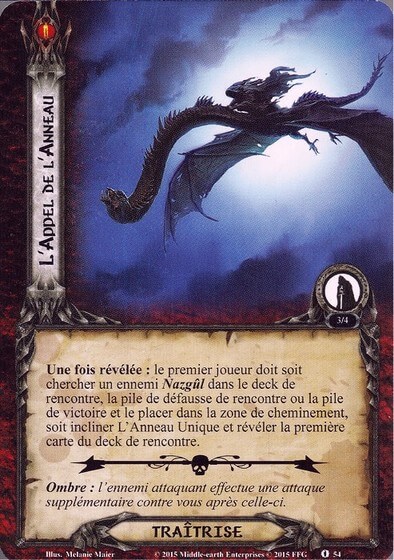 L'Appel de l'Anneau
3/4
Une fois révélée : le premier joueur doit soit
chercher un ennemi Nazgûl dans le deck de
rencontre, la pile de défausse de rencontre ou la pile
de victoire et le placer dans la zone de cheminement,
soit incliner L'Anneau Unique et révéler la première
carte du deck de rencontre.
Ombre : l'ennemi attaquant effectue une attaque
supplémentaire contre vous après celle-ci.
TRAÎTRISE
Illus. Melanie Maier © 2015 Middle-earth Enterprises © 2015 FFG 54